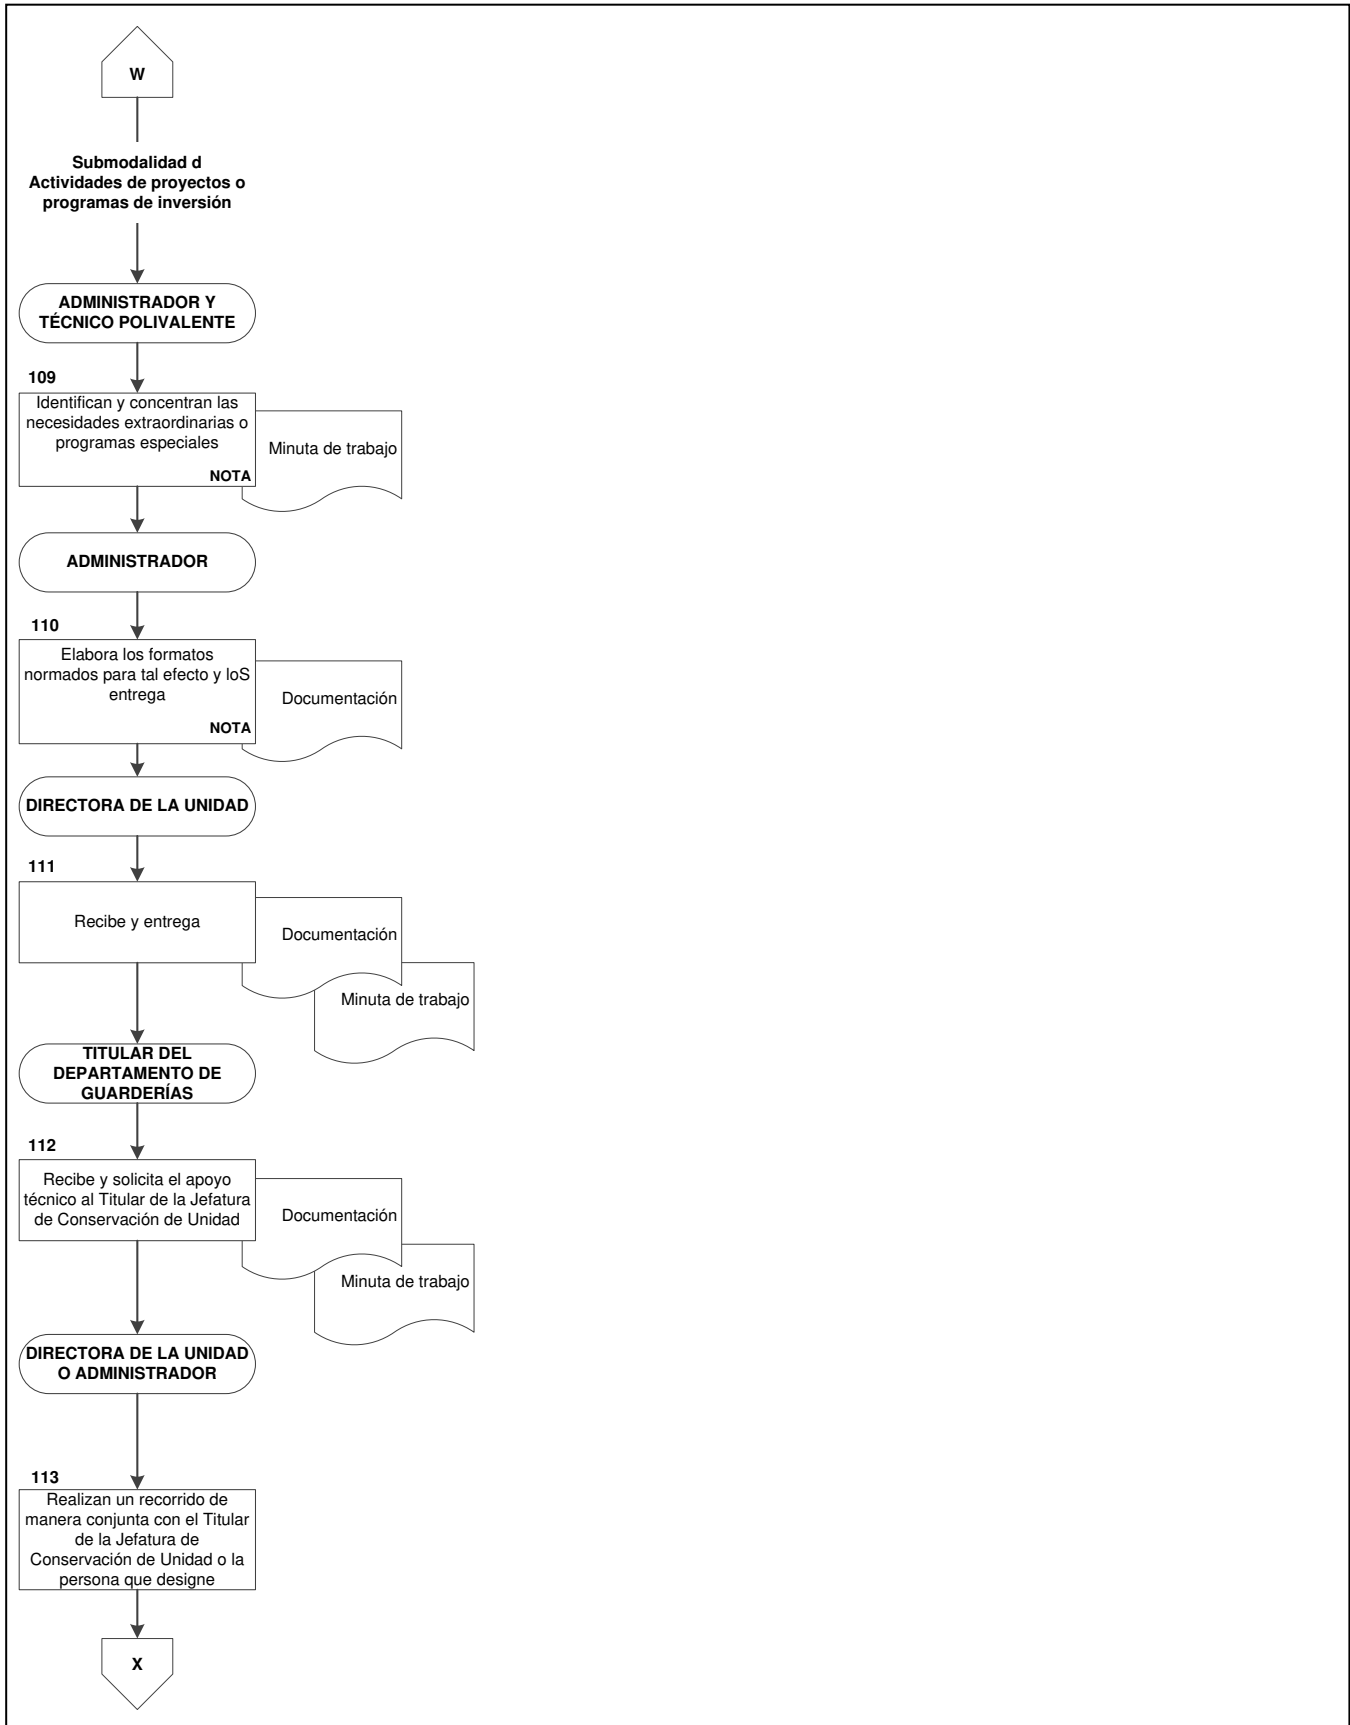 W
Submodalidad d
Actividades de proyectos o
programas de inversión
ADMINISTRADOR Y
TÉCNICO POLIVALENTE
109
Identifican y concentran las
necesidades extraordinarias o
programas especiales
NOTA
Minuta de trabajo
ADMINISTRADOR
110
Elabora los formatos
normados para tal efecto y loS
entrega
NOTA
Documentación
DIRECTORA DE LA UNIDAD
111
Recibe y entrega
Documentación
Minuta de trabajo
TITULAR DEL
DEPARTAMENTO DE
GUARDERÍAS
112
Recibe y solicita el apoyo
técnico al Titular de la Jefatura
de Conservación de Unidad
Documentación
Minuta de trabajo
DIRECTORA DE LA UNIDAD
O ADMINISTRADOR
113
Realizan un recorrido de
manera conjunta con el Titular
de la Jefatura de
Conservación de Unidad o la
persona que designe
X